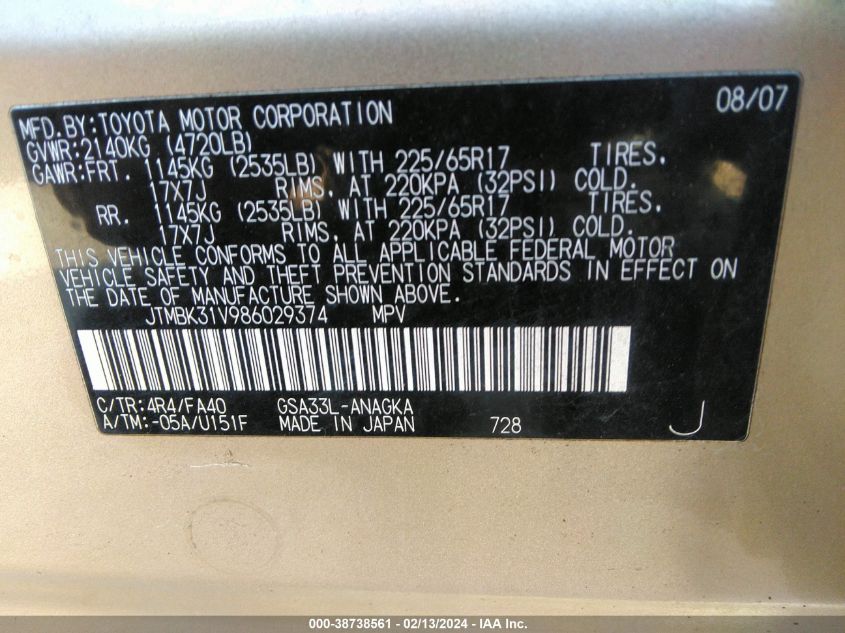 MFD.BY:TOYOTA MOTOR CORPORATION 08/07
GVWR:2140KG (4720LB)
GAWR:FRT. 1145KG (2535LB) WITH 225/65R17 TIRES.
17X7J RIMS. AT 220KPA (32PSI) COLD.
RR. 1145KG (2535LB) WITH 225/65R17 TIRES.
17X7J RIMS. AT 220KPA (32PSI) COLD.
THIS VEHICLE CONFORMS TO ALL APPLICABLE FEDERAL MOTOR
VEHICLE SAFETY AND THEFT PREVENTION STANDARDS IN EFFECT ON
THE DATE OF MANUFACTURE SHOWN ABOVE.
JTMBK31V986029374 MPV
C/TR:4R4/FA40 GSA33L-ANAGKA
A/TM:-05A/U151F MADE IN JAPAN 728 J
000-38738561 - 02/13/2024 - IAA Inc.